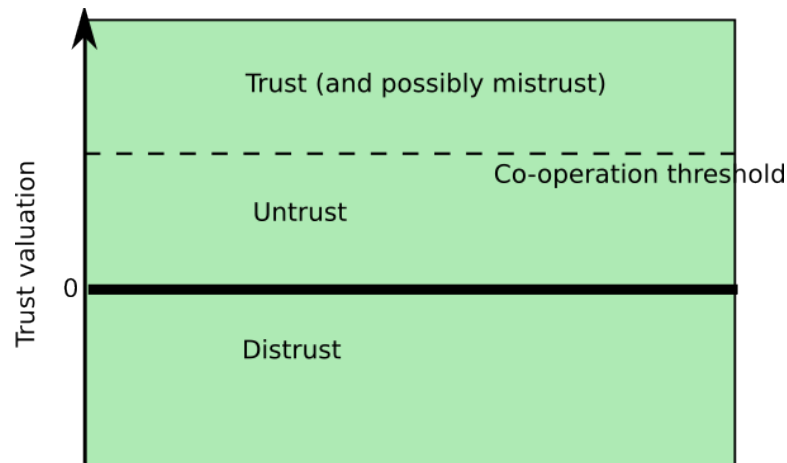 Trust (and possibly mistrust)
Co-operation threshold
Untrust
Trust valuation
0
Distrust